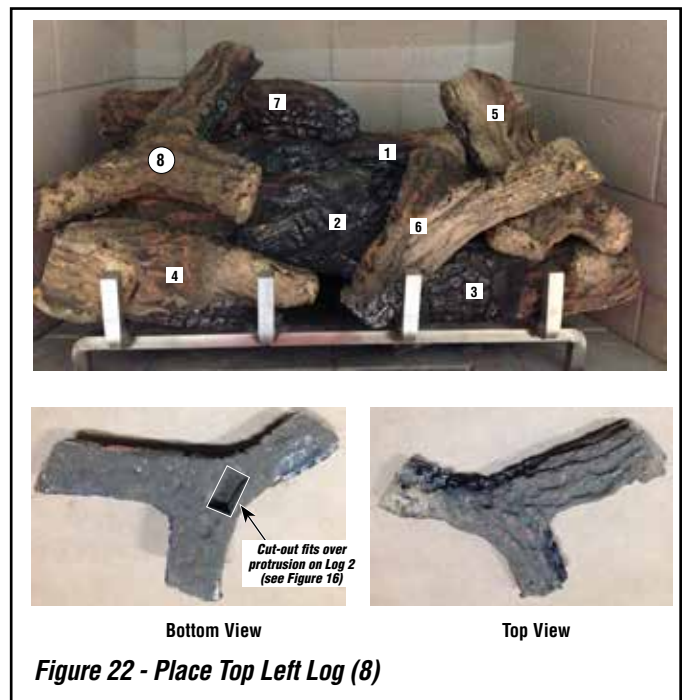 7
5
1
8
2
6
4
3
Cut-out fits over
protrusion on Log 2
(see Figure 16)
Bottom View
Top View
Figure 22 - Place Top Left Log (8)